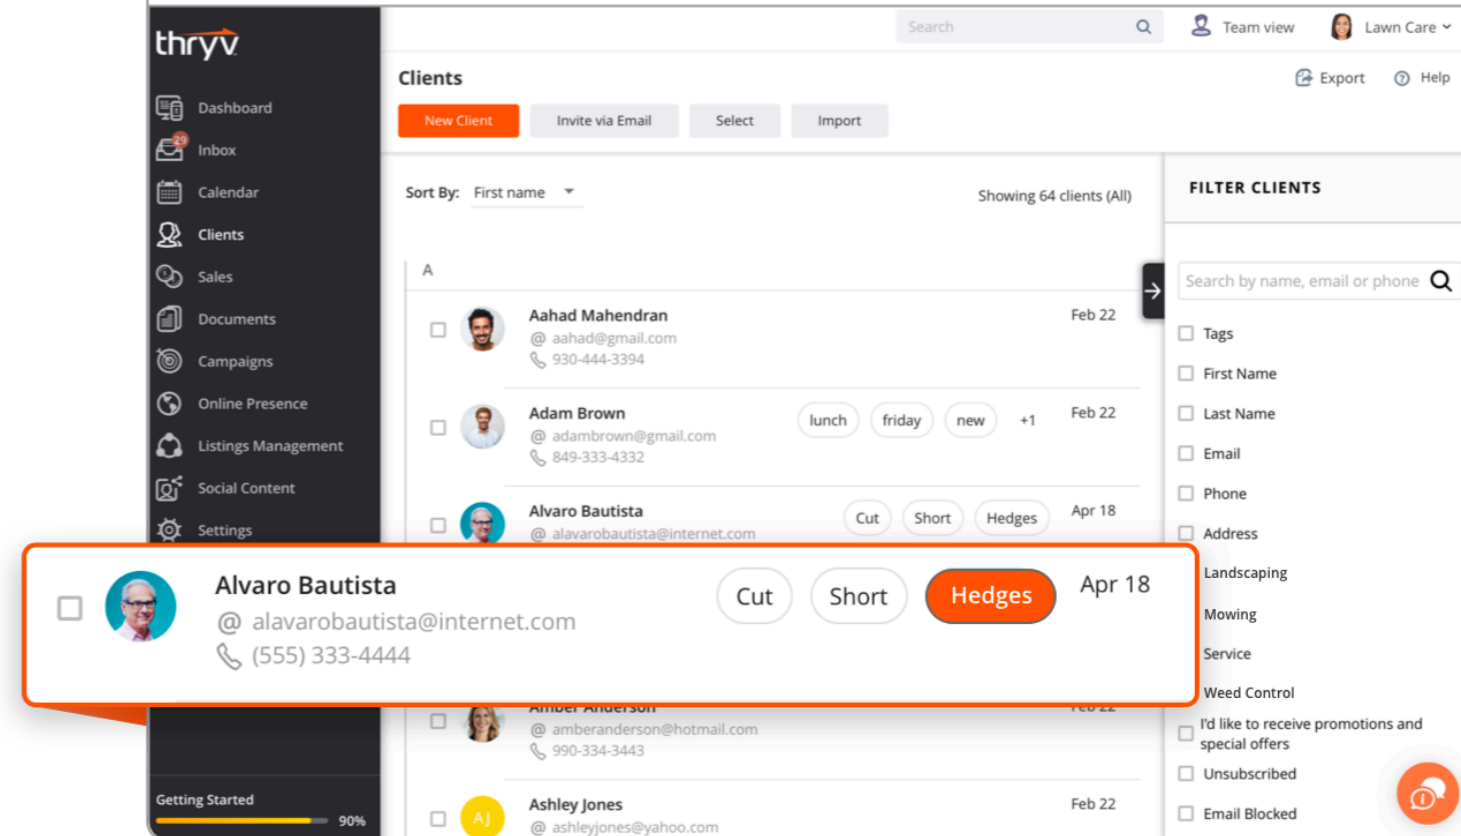 thryv
Search
Team view
Lawn Care
Clients
Export
Help
New Client
Invite via Email
Select
Import
Dashboard
29
Inbox
Calendar
Clients
Sales
Documents
Campaigns
Online Presence
Listings Management
Social Content
Settings
Getting Started
90%
Sort By: First name
Showing 64 clients (All)
A
Aahad Mahendran
Feb 22
@ aahad@gmail.com
930-444-3394
Adam Brown
lunch
friday
new
+1
Feb 22
@ adambrown@gmail.com
849-333-4332
Alvaro Bautista
Cut
Short
Hedges
Apr 18
@ alavarobautista@internet.com
Alvaro Bautista
Cut
Short
Hedges
Apr 18
@ alavarobautista@internet.com
(555) 333-4444
Amber Anderson
Feb 22
@ amberanderson@hotmail.com
990-334-3443
AJ
Ashley Jones
Feb 22
@ ashleyjones@yahoo.com
FILTER CLIENTS
Search by name, email or phone
Tags
First Name
Last Name
Email
Phone
Address
Landscaping
Mowing
Service
Weed Control
I'd like to receive promotions and
special offers
Unsubscribed
Email Blocked